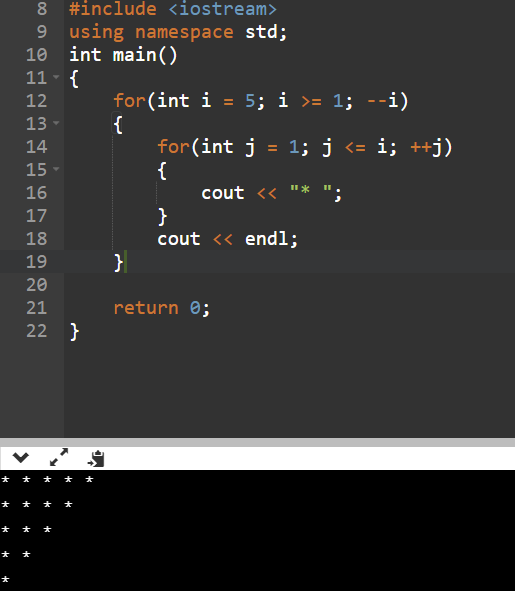 8 #include <iostream>
9 using namespace std;
10 int main()
11 {
12     for(int i = 5; i >= 1; --i)
13     {
14         for(int j = 1; j <= i; ++j)
15         {
16             cout << "* ";
17         }
18         cout << endl;
19     }
20
21     return 0;
22 }
* * * * *
* * * *
* * *
* *
*